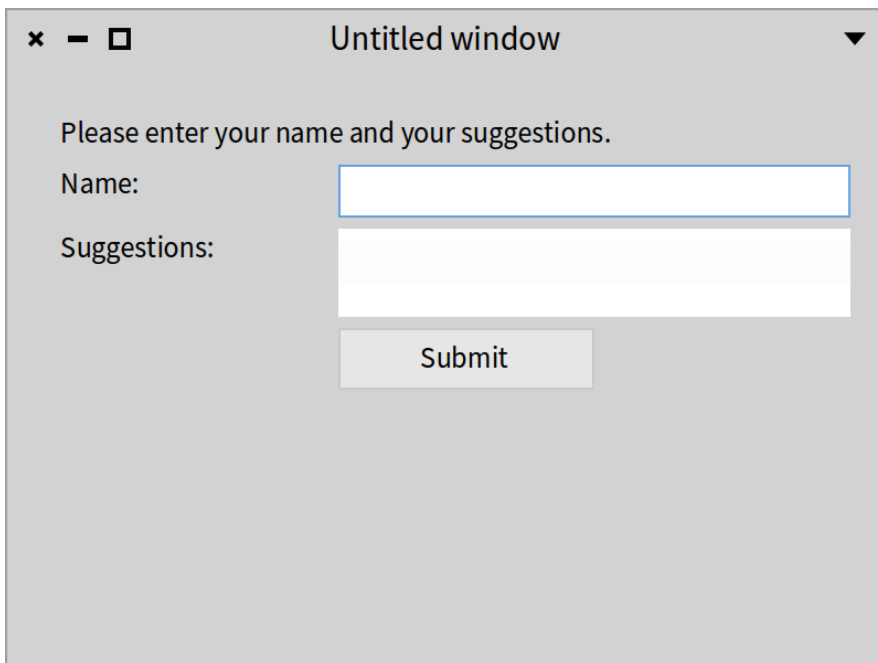 Untitled window
Please enter your name and your suggestions.
Name:
Suggestions:
Submit